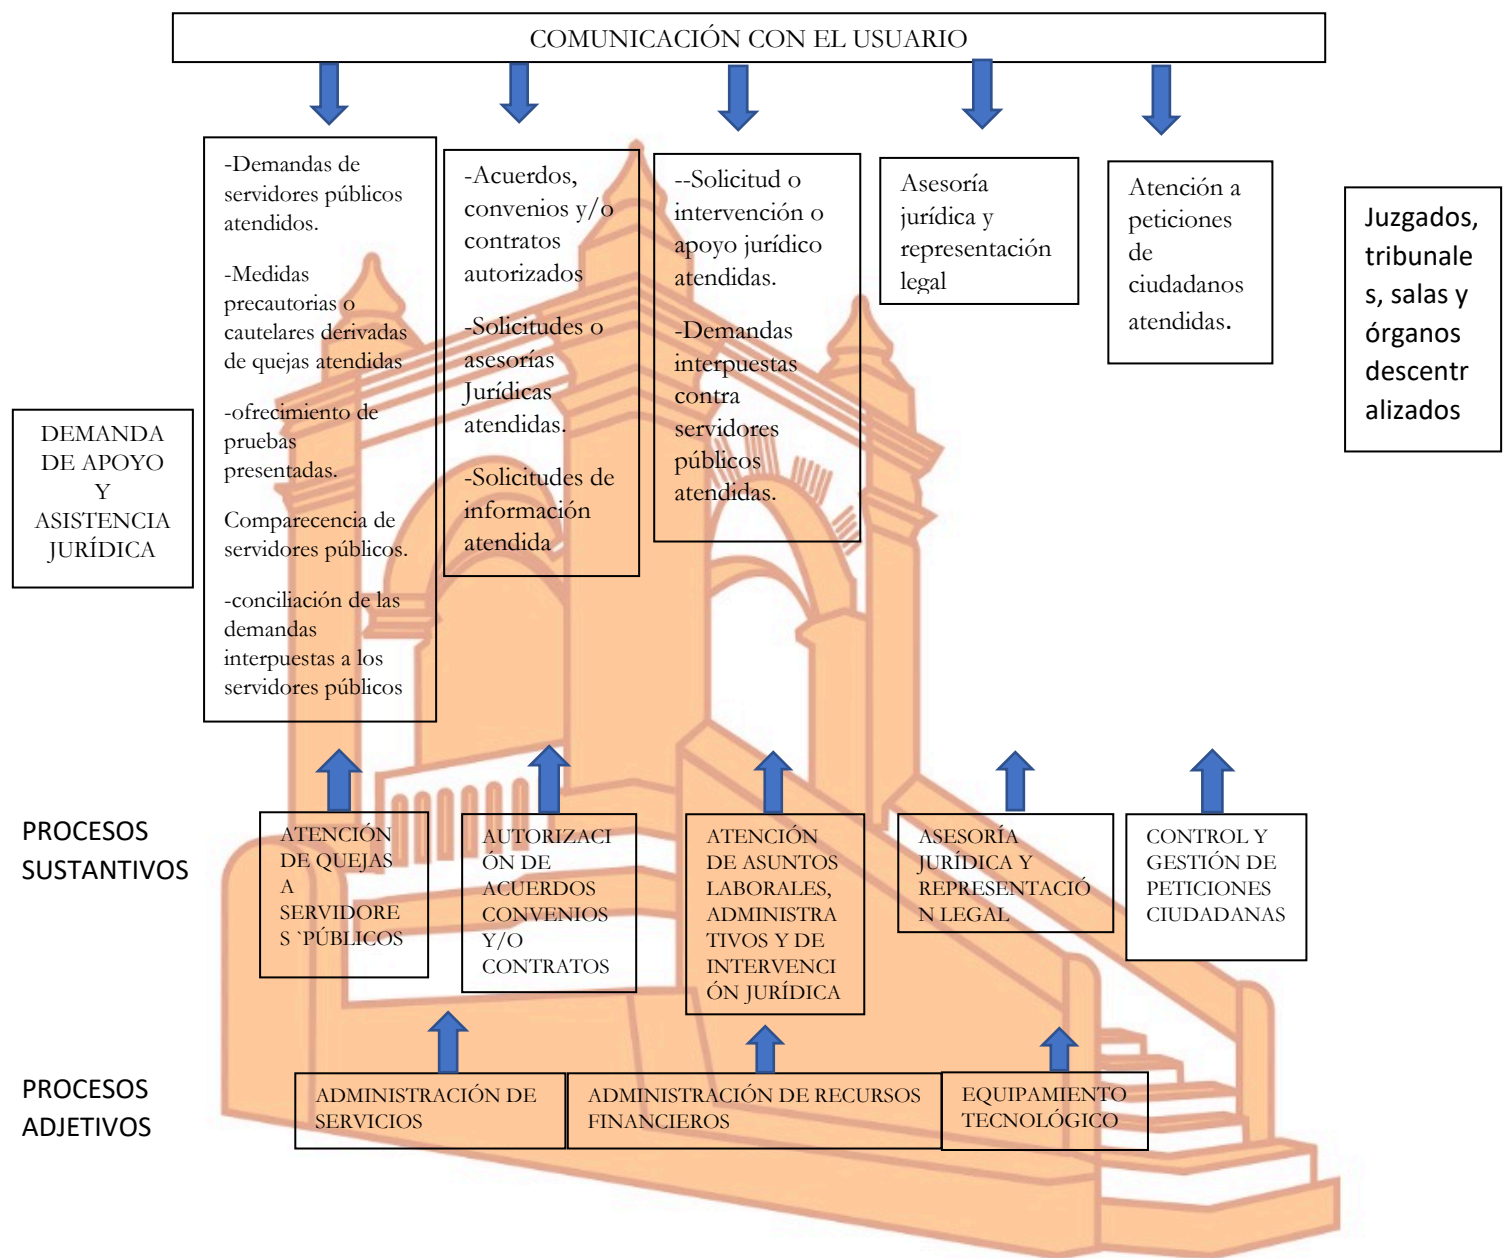 COMUNICACIÓN CON EL USUARIO
-Demandas de
servidores públicos
atendidos.
-Medidas
precautorias o
cautelares derivadas
de quejas atendidas
-ofrecimiento de
pruebas
presentadas.
Comparecencia de
servidores públicos.
-conciliación de las
demandas
interpuestas a los
servidores públicos
-Acuerdos,
convenios y/o
contratos
autorizados
-Solicitudes o
asesorías
Jurídicas
atendidas.
-Solicitudes de
información
atendida
--Solicitud o
intervención o
apoyo jurídico
atendidas.
-Demandas
interpuestas
contra
servidores
públicos
atendidas.
Asesoría
jurídica y
representación
legal
Atención a
peticiones
de
ciudadanos
atendidas.
Juzgados,
tribunale
s, salas y
órganos
descentr
alizados
DEMANDA
DE APOYO
Y
ASISTENCIA
JURÍDICA
PROCESOS
SUSTANTIVOS
ATENCIÓN
DE QUEJAS
A
SERVIDORE
S `PÚBLICOS
AUTORIZACI
ÓN DE
ACUERDOS
CONVENIOS
Y/O
CONTRATOS
ATENCIÓN
DE ASUNTOS
LABORALES,
ADMINISTRA
TIVOS Y DE
INTERVENCI
ÓN JURÍDICA
ASESORÍA
JURÍDICA Y
REPRESENTACIÓ
N LEGAL
CONTROL Y
GESTIÓN DE
PETICIONES
CIUDADANAS
PROCESOS
ADJETIVOS
ADMINISTRACIÓN DE
SERVICIOS
ADMINISTRACIÓN DE RECURSOS
FINANCIEROS
EQUIPAMIENTO
TECNOLÓGICO